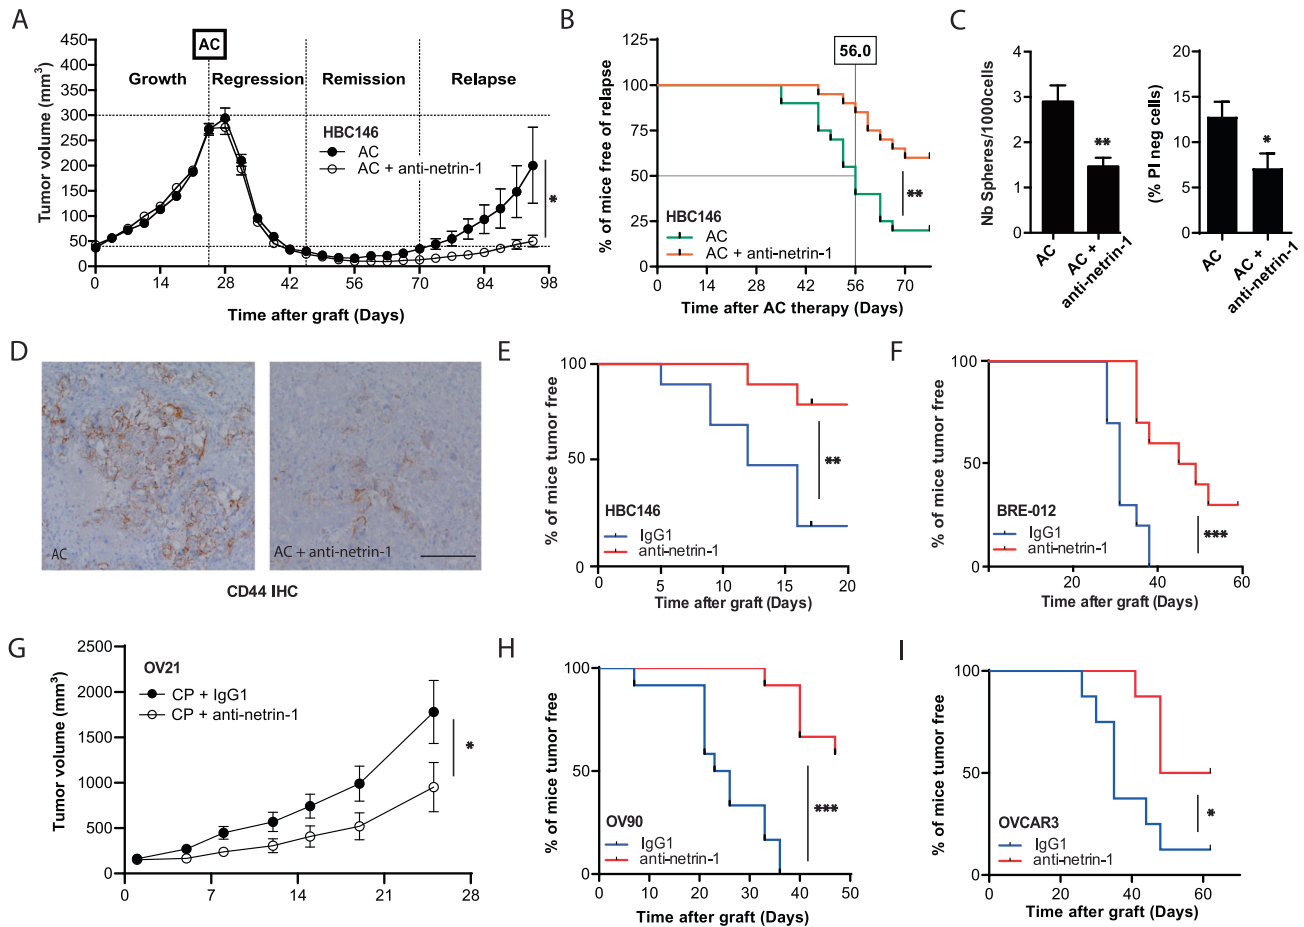 A
AC
Growth
Regression
Remission
Relapse
HBC146
AC
AC + anti-netrin-1
*
Tumor volume (mm³)
450
400
350
300
250
200
150
100
50
0
0 14 28 42 56 70 84 98
Time after graft (Days)
B
56.0
% of mice free of relapse
125
100
75
50
25
0
HBC146
AC
AC + anti-netrin-1
**
0 14 28 42 56 70
Time after AC therapy (Days)
C
Nb Spheres/1000cells
4
3
2
1
0
**
AC
AC +
anti-netrin-1
(% PI neg cells)
20
15
10
5
0
*
AC
AC +
anti-netrin-1
D
AC
AC + anti-netrin-1
CD44 IHC
E
% of mice tumor free
100
50
0
HBC146
IgG1
anti-netrin-1
**
0 5 10 15 20
Time after graft (Days)
F
% of mice tumor free
100
50
0
BRE-012
IgG1
anti-netrin-1
***
20 40 60
Time after graft (Days)
G
Tumor volume (mm³)
2500
2000
1500
1000
500
0
OV21
CP + IgG1
CP + anti-netrin-1
*
0 7 14 21 28
H
% of mice tumor free
100
50
0
OV90
IgG1
anti-netrin-1
***
0 10 20 30 40 50
Time after graft (Days)
I
% of mice tumor free
100
50
0
OVCAR3
IgG1
anti-netrin-1
*
0 20 40 60
Time after graft (Days)